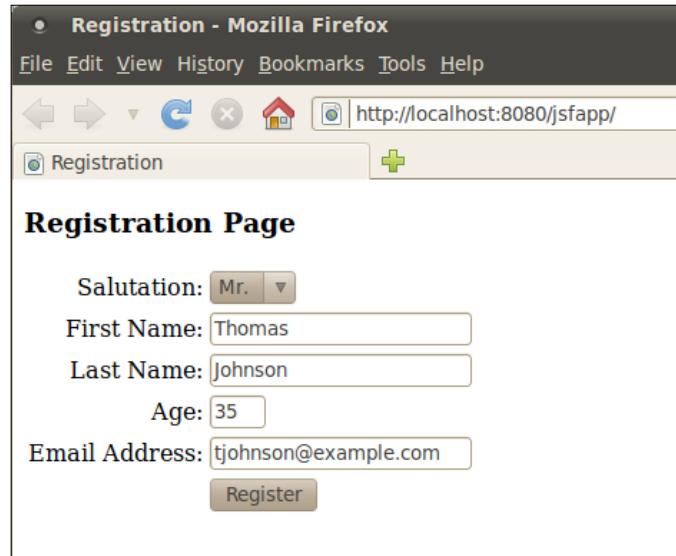 Registration - Mozilla Firefox
File Edit View History Bookmarks Tools Help
http://localhost:8080/jsfapp/
Registration
Registration Page
Salutation: Mr.
First Name: Thomas
Last Name: Johnson
Age: 35
Email Address: tjohnson@example.com
Register